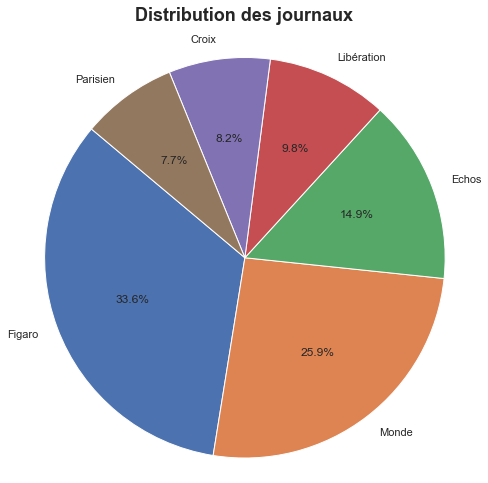 Distribution des journaux
Croix
Libération
Parisien
8.2%
9.8%
7.7%
Echos
14.9%
33.6%
Figaro
25.9%
Monde